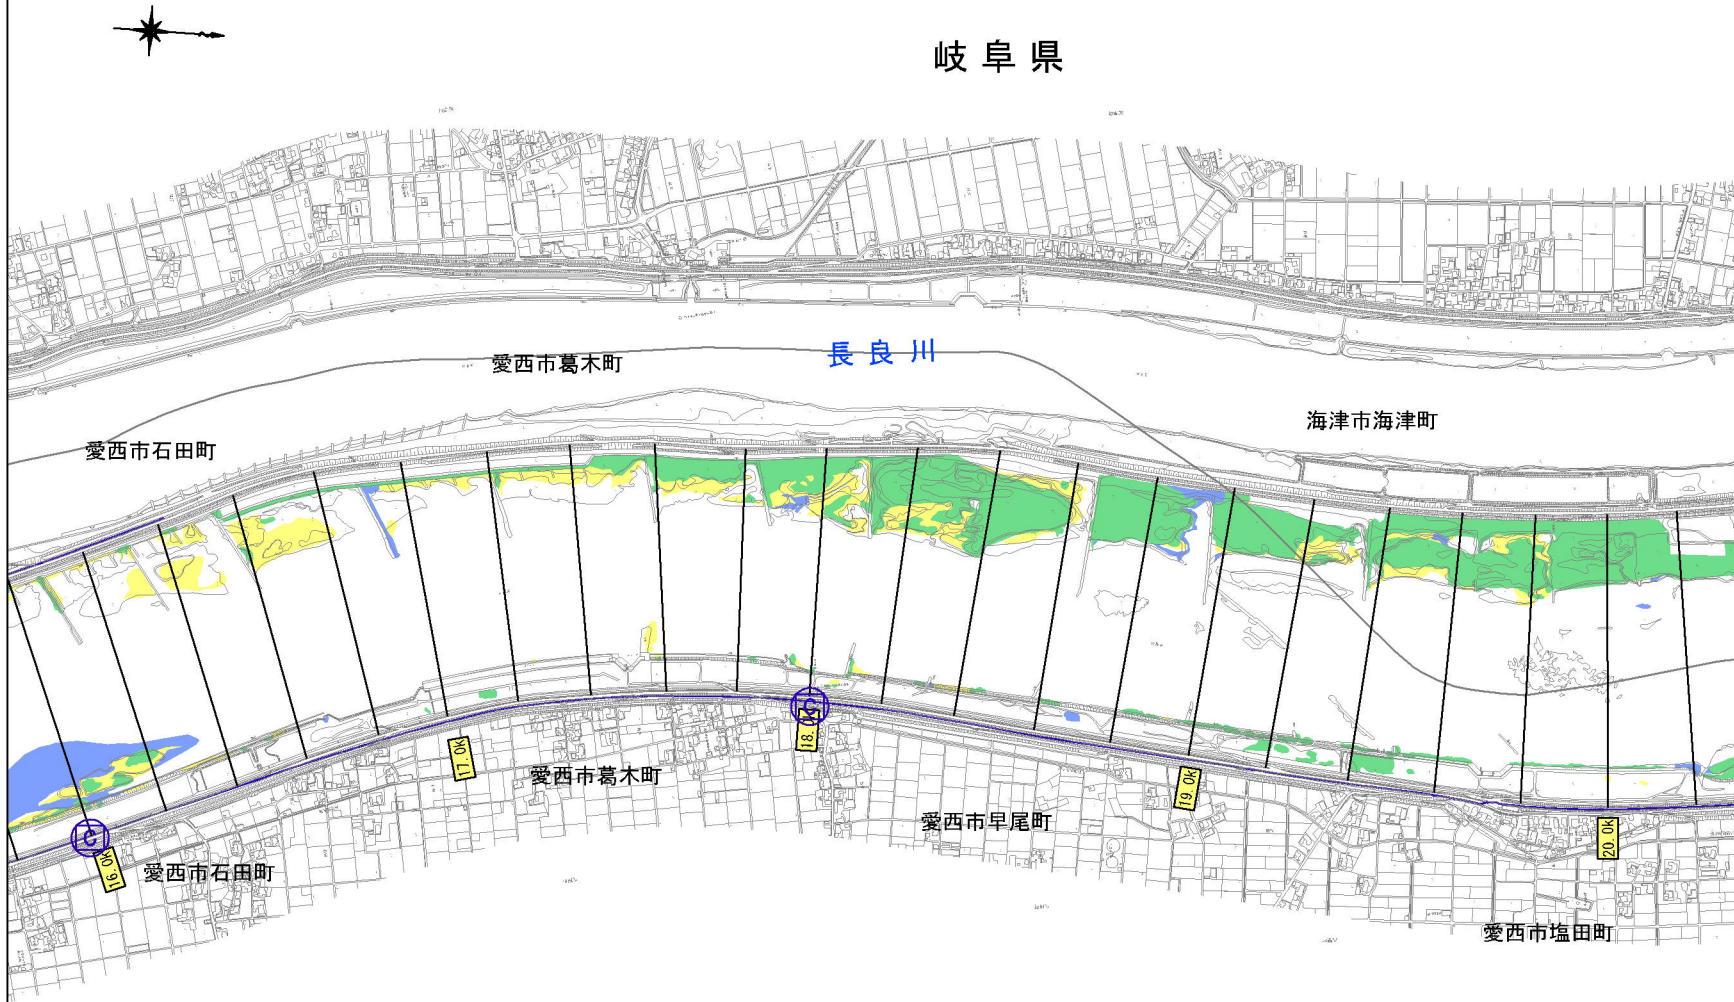 岐阜県
愛西市葛木町
長良川
海津市海津町
愛西市石田町
C
18.0K
17.0K
愛西市葛木町
19.0K
愛西市早尾町
C
16.0K
愛西市石田町
20.0K
愛西市塩田町